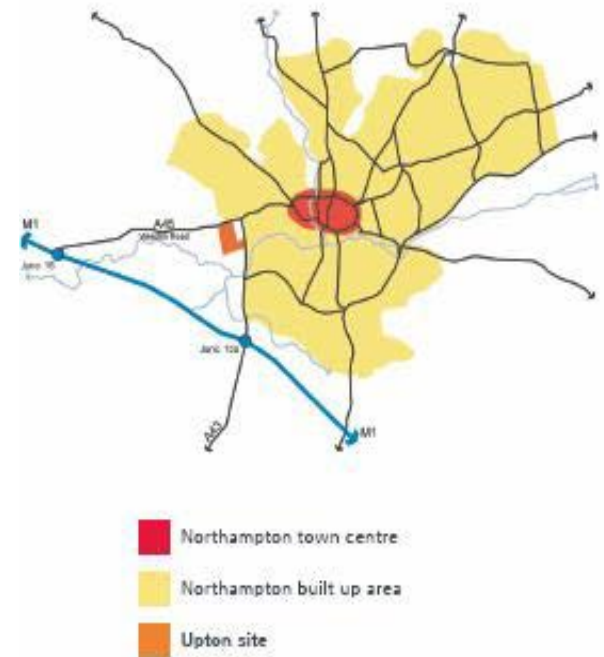 M1
A45
Weedon Road
Junc. 16
Junc. 15a
A43
M1
Northampton town centre
Northampton built up area
Upton site